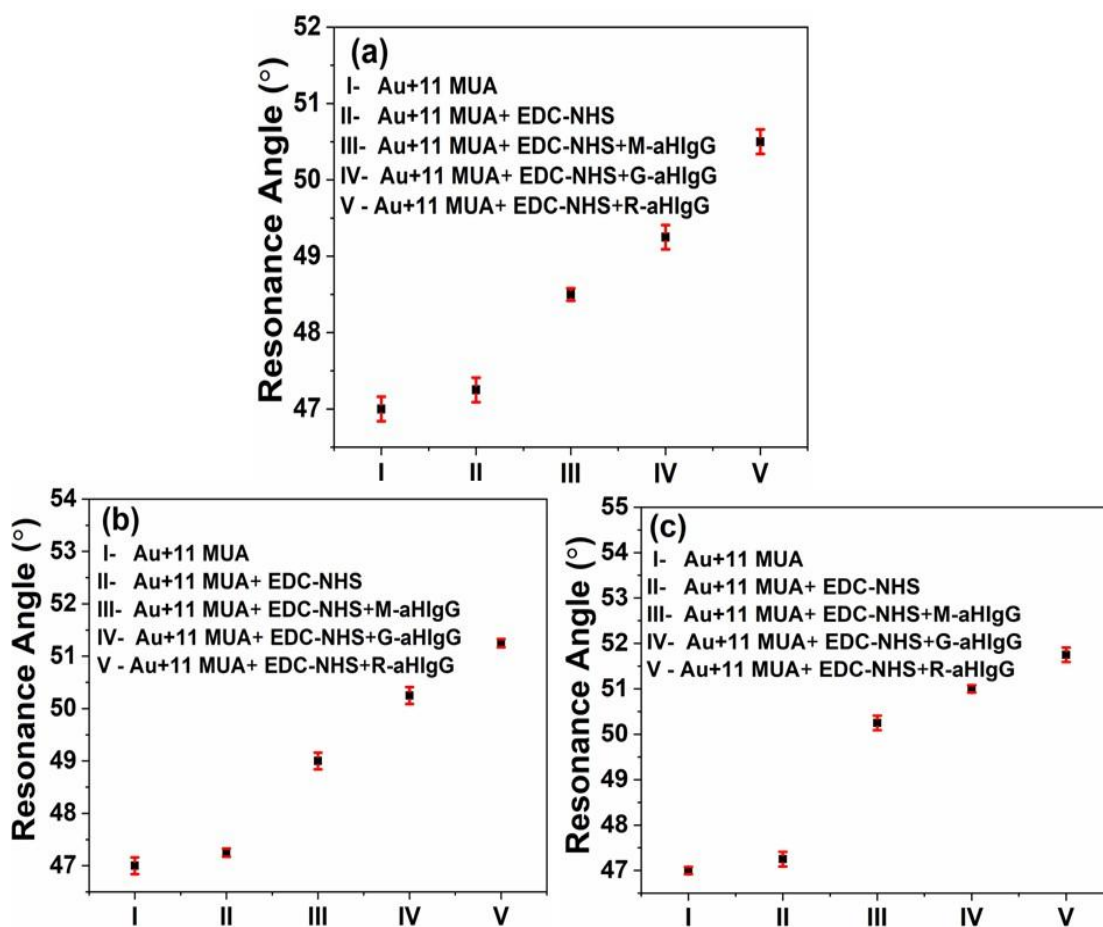 52
51
50
49
48
47
Resonance Angle (°)
(a)
I- Au+11 MUA
II- Au+11 MUA+ EDC-NHS
III- Au+11 MUA+ EDC-NHS+M-aHIgG
IV- Au+11 MUA+ EDC-NHS+G-aHIgG
V - Au+11 MUA+ EDC-NHS+R-aHIgG
I II III IV V
54
53
52
51
50
49
48
47
Resonance Angle (°)
(b)
I- Au+11 MUA
II- Au+11 MUA+ EDC-NHS
III- Au+11 MUA+ EDC-NHS+M-aHIgG
IV- Au+11 MUA+ EDC-NHS+G-aHIgG
V - Au+11 MUA+ EDC-NHS+R-aHIgG
I II III IV V
55
54
53
52
51
50
49
48
47
Resonance Angle (°)
(c)
I- Au+11 MUA
II- Au+11 MUA+ EDC-NHS
III- Au+11 MUA+ EDC-NHS+M-aHIgG
IV- Au+11 MUA+ EDC-NHS+G-aHIgG
V - Au+11 MUA+ EDC-NHS+R-aHIgG
I II III IV V